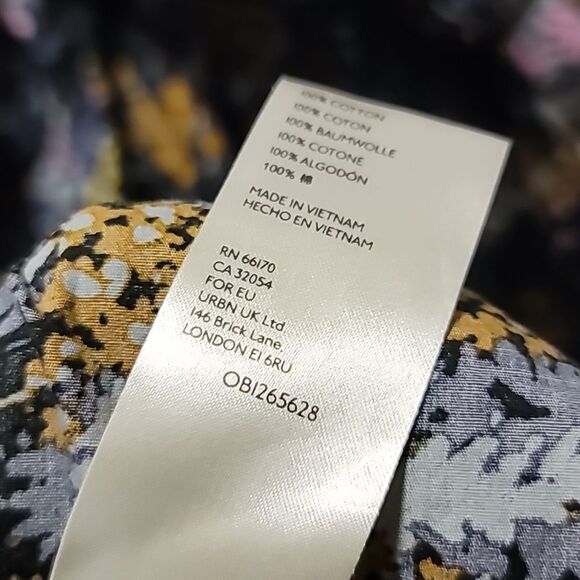 100% COTTON
100% COTON
100% BAUMWOLLE
100% COTONE
100% ALGODÓN
100% 棉
MADE IN VIETNAM
HECHO EN VIETNAM
RN 66170
CA 32054
FOR EU
URBN UK Ltd
146 Brick Lane,
LONDON E1 6RU
OB1265628